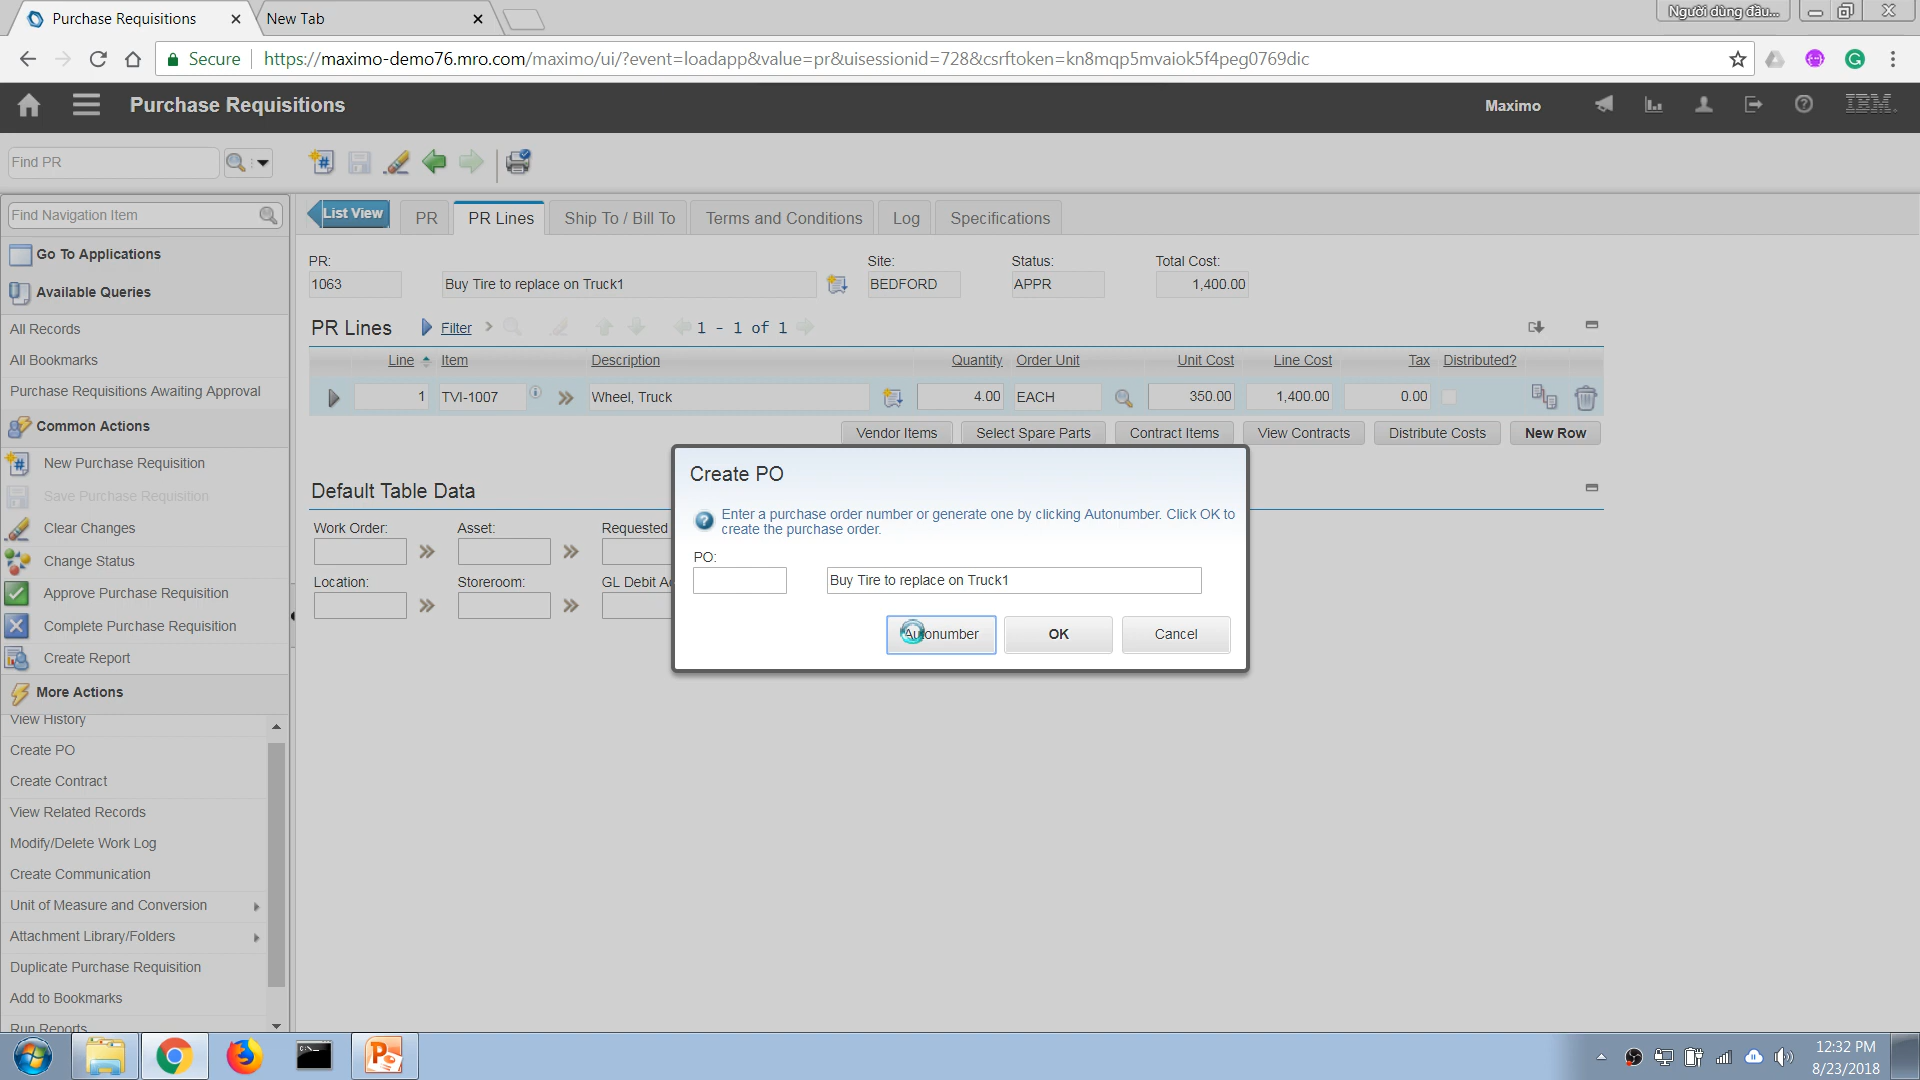 Purchase Requisitions
New Tab
Người dùng đầu...
Secure
https://maximo-demo76.mro.com/maximo/ui/?event=loadapp&value=pr&uisessionid=728&csrftoken=kn8mqp5mvaiok5f4peg0769dic
Purchase Requisitions
Maximo
IBM.
Find PR
Find Navigation Item
Go To Applications
Available Queries
All Records
All Bookmarks
Purchase Requisitions Awaiting Approval
Common Actions
New Purchase Requisition
Save Purchase Requisition
Clear Changes
Change Status
Approve Purchase Requisition
Complete Purchase Requisition
Create Report
More Actions
View History
Create PO
Create Contract
View Related Records
Modify/Delete Work Log
Create Communication
Unit of Measure and Conversion
Attachment Library/Folders
Duplicate Purchase Requisition
Add to Bookmarks
Run Reports
List View
PR
PR Lines
Ship To / Bill To
Terms and Conditions
Log
Specifications
PR:
Site:
Status:
Total Cost:
1063
Buy Tire to replace on Truck1
BEDFORD
APPR
1,400.00
PR Lines
Filter
1 - 1 of 1
Line
Item
Description
Quantity
Order Unit
Unit Cost
Line Cost
Tax
Distributed?
1
TVI-1007
Wheel, Truck
4.00
EACH
350.00
1,400.00
0.00
Vendor Items
Select Spare Parts
Contract Items
View Contracts
Distribute Costs
New Row
Default Table Data
Work Order:
Asset:
Requested
Location:
Storeroom:
GL Debit Ac
Create PO
Enter a purchase order number or generate one by clicking Autonumber. Click OK to
create the purchase order.
PO:
Buy Tire to replace on Truck1
Autonumber
OK
Cancel
12:32 PM
8/23/2018